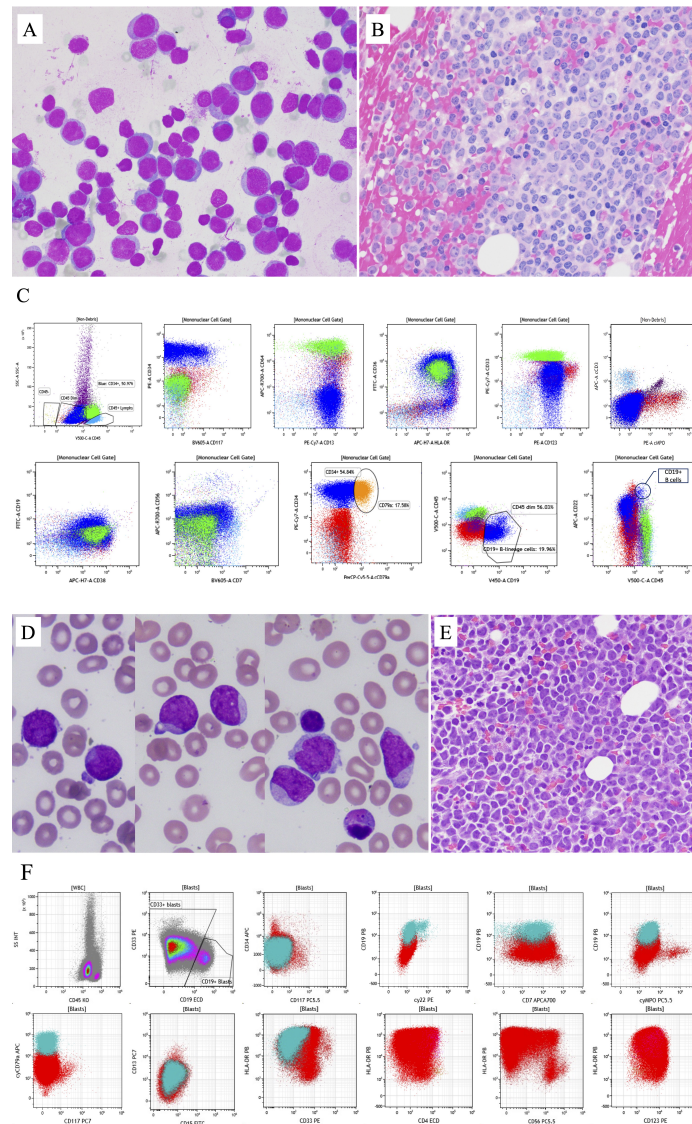 A
B
C
[Non-Debris]
[Mononuclear Cell Gate]
[Mononuclear Cell Gate]
[Mononuclear Cell Gate]
[Mononuclear Cell Gate]
[Non-Debris]
Blast CD34+, 50.97%
CD45-
CD45 Dim
CD45+ Lymphs
V500-C-A CD45
PE-A CD34
BV605-A CD117
APC-R700-A CD64
PE-Cy7-A CD13
FITC-A CD36
APC-H7-A HLA-DR
PE-Cy7-A CD33
PE-A CD123
APC-A cCD3
PE-A cMPO
[Mononuclear Cell Gate]
[Mononuclear Cell Gate]
[Mononuclear Cell Gate]
[Mononuclear Cell Gate]
[Mononuclear Cell Gate]
CD19+
B cells
FITC-A CD19
APC-H7-A CD38
APC-R700-A CD56
BV605-A CD7
CD34+ 54.84%
CD79a: 17.58%
PE-Cy7-A CD34
PerCP-Cy5-5-A cCD79a
CD45 dim 56.03%
CD19+ B-lineage cells: 19.96%
V500-C-A CD45
V450-A CD19
APC-A CD22
V500-C-A CD45
D
E
F
[WBC]
[Blasts]
[Blasts]
[Blasts]
[Blasts]
[Blasts]
SS INT
CD45 KO
CD33+ blasts
CD19+ Blasts
CD33 PE
CD19 ECD
CD34 APC
CD117 PC5.5
CD19 PB
cy22 PE
CD19 PB
CD7 APCA700
CD19 PB
cyMPO PC5.5
[Blasts]
[Blasts]
[Blasts]
[Blasts]
[Blasts]
[Blasts]
cyCD79a APC
CD117 PC7
CD13 PC7
CD15 FITC
HLA-DR PB
CD33 PE
HLA-DR PB
CD4 ECD
HLA-DR PB
CD56 PC5.5
HLA-DR PB
CD123 PE